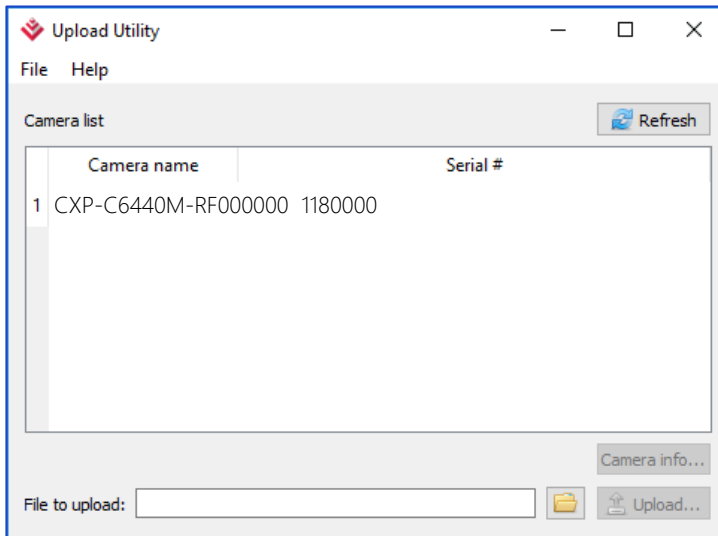 Upload Utility
File Help
Camera list Refresh
Camera name Serial #
1 CXP-C6440M-RF000000 1180000
Camera info...
File to upload: Upload...